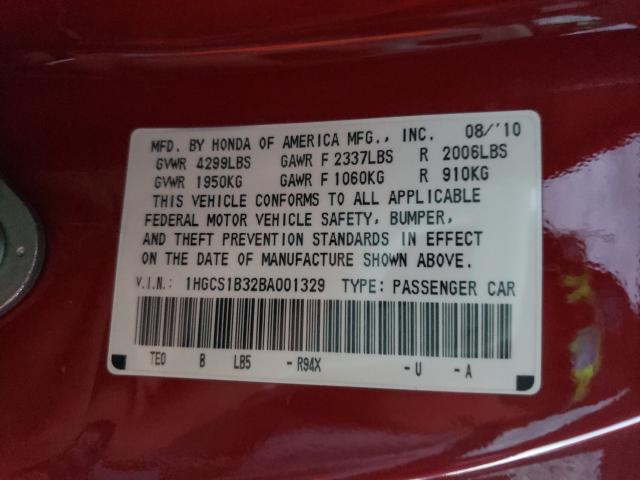 MFD. BY HONDA OF AMERICA MFG., INC. 08/'10
GVWR 4299LBS GAWR F 2337LBS R 2006LBS
GVWR 1950KG GAWR F 1060KG R 910KG
THIS VEHICLE CONFORMS TO ALL APPLICABLE
FEDERAL MOTOR VEHICLE SAFETY, BUMPER,
AND THEFT PREVENTION STANDARDS IN EFFECT
ON THE DATE OF MANUFACTURE SHOWN ABOVE.
V.I.N.: 1HGCS1B32BA001329 TYPE: PASSENGER CAR
TE0 B LB5 -R94X -U -A